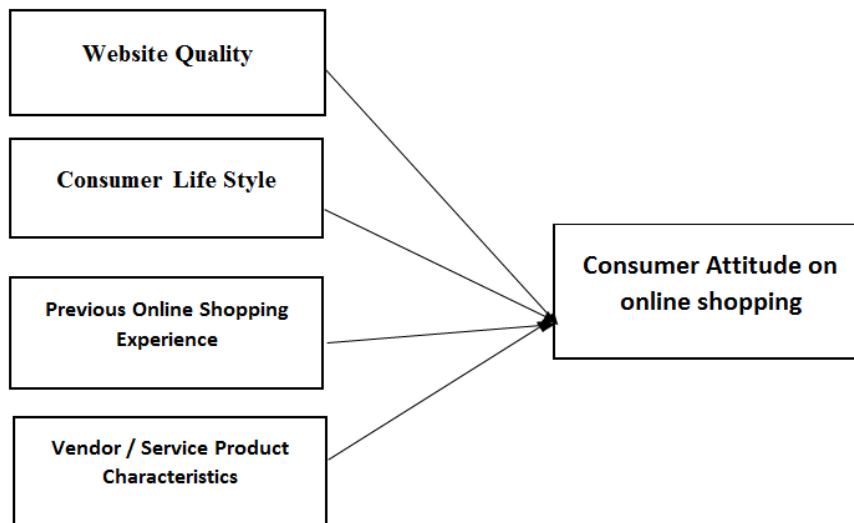 Website Quality
Consumer Life Style
Previous Online Shopping
Experience
Vendor / Service Product
Characteristics
Consumer Attitude on
online shopping